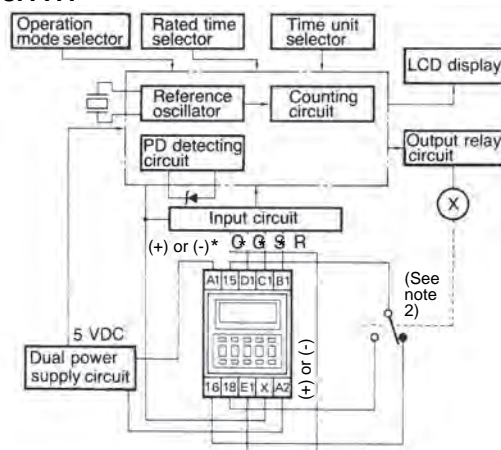 Operation
mode selector
Rated time
selector
Time unit
selector
LCD display
Reference
oscillator
Counting
circuit
PD detecting
circuit
Output relay
circuit
X
Input circuit
(+) or (-)*
R
A1 15 D1 C1 B1
(See
note
2)
5 VDC
Dual power
supply circuit
(+) or (-)
16 18 E1 X A2